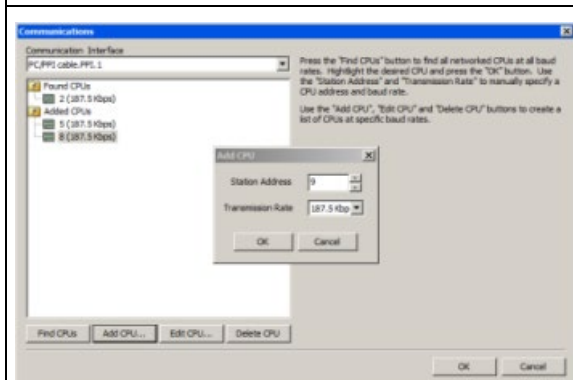 Communications
Communication Interface
PC/PPI cable.PPI.1
Found CPUs
2 (187.5 Kbps)
Added CPUs
5 (187.5 Kbps)
8 (187.5 Kbps)
Press the "Find CPUs" button to find all networked CPUs at all baud
rates. Highlight the desired CPU and press the "OK" button. Use
the "Station Address" and "Transmission Rate" to manually specify a
CPU address and baud rate.
Use the "Add CPU", "Edit CPU" and "Delete CPU" buttons to create a
list of CPUs at specific baud rates.
Add CPU
Station Address 9
Transmission Rate 187.5 Kbp
OK Cancel
Find CPUs Add CPU... Edit CPU... Delete CPU
OK Cancel